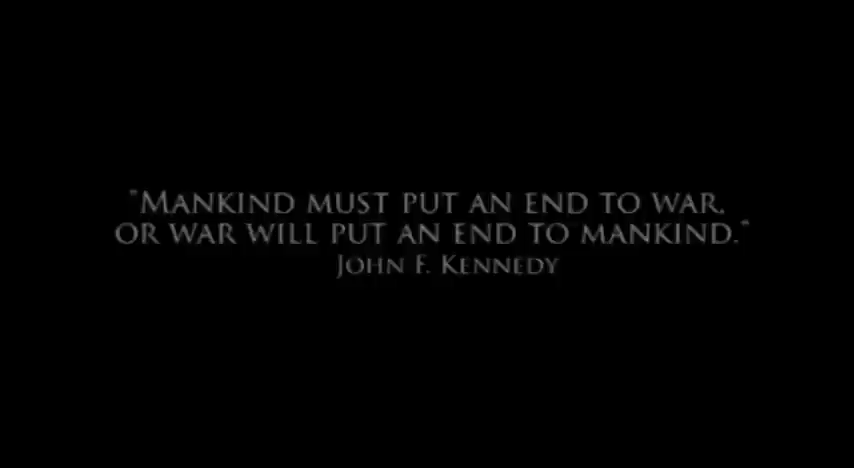 "Mankind must put an end to war,
or war will put an end to mankind."
John F. Kennedy